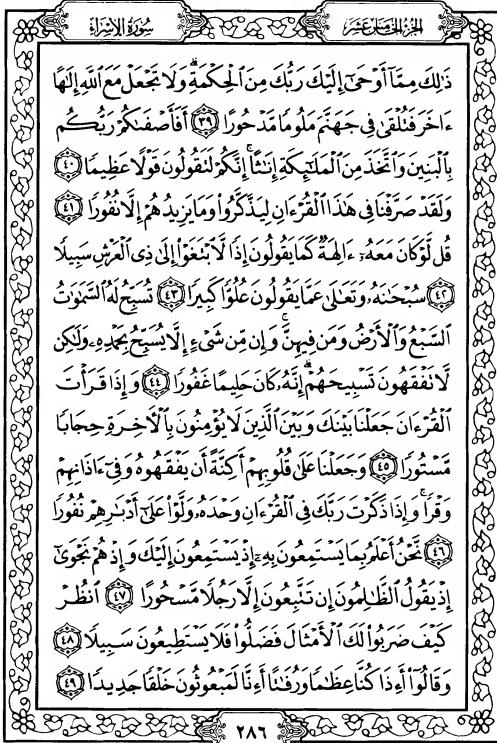 الجزء الخامس عشر
سورة الإسراء
ذَٰلِكَ مِمَّآ أَوْحَىٰٓ إِلَيْكَ رَبُّكَ مِنَ ٱلْحِكْمَةِ ۗ وَلَا تَجْعَلْ مَعَ ٱللَّهِ إِلَٰهًا
ءَاخَرَ فَتُلْقَىٰ فِى جَهَنَّمَ مَلُومًا مَّدْحُورًا ٣٩ أَفَأَصْفَىٰكُمْ رَبُّكُم
بِٱلْبَنِينَ وَٱتَّخَذَ مِنَ ٱلْمَلَٰٓئِكَةِ إِنَٰثًا ۚ إِنَّكُمْ لَتَقُولُونَ قَوْلًا عَظِيمًا ٤٠
وَلَقَدْ صَرَّفْنَا فِى هَٰذَا ٱلْقُرْءَانِ لِيَذَّكَّرُوا۟ وَمَا يَزِيدُهُمْ إِلَّا نُفُورًا ٤١
قُل لَّوْ كَانَ مَعَهُۥٓ ءَالِهَةٌ كَمَا يَقُولُونَ إِذًا لَّٱبْتَغَوْا۟ إِلَىٰ ذِى ٱلْعَرْشِ سَبِيلًا
٤٢ سُبْحَٰنَهُۥ وَتَعَٰلَىٰ عَمَّا يَقُولُونَ عُلُوًّا كَبِيرًا ٤٣ تُسَبِّحُ لَهُ ٱلسَّمَٰوَٰتُ
ٱلسَّبْعُ وَٱلْأَرْضُ وَمَن فِيهِنَّ ۚ وَإِن مِّن شَىْءٍ إِلَّا يُسَبِّحُ بِحَمْدِهِۦ وَلَٰكِن
لَّا تَفْقَهُونَ تَسْبِيحَهُمْ ۗ إِنَّهُۥ كَانَ حَلِيمًا غَفُورًا ٤٤ وَإِذَا قَرَأْتَ
ٱلْقُرْءَانَ جَعَلْنَا بَيْنَكَ وَبَيْنَ ٱلَّذِينَ لَا يُؤْمِنُونَ بِٱلْءَاخِرَةِ حِجَابًا
مَّسْتُورًا ٤٥ وَجَعَلْنَا عَلَىٰ قُلُوبِهِمْ أَكِنَّةً أَن يَفْقَهُوهُ وَفِىٓ ءَاذَانِهِمْ
وَقْرًا ۚ وَإِذَا ذَكَرْتَ رَبَّكَ فِى ٱلْقُرْءَانِ وَحْدَهُۥ وَلَّوْا۟ عَلَىٰٓ أَدْبَٰرِهِمْ نُفُورًا
٤٦ نَّحْنُ أَعْلَمُ بِمَا يَسْتَمِعُونَ بِهِۦٓ إِذْ يَسْتَمِعُونَ إِلَيْكَ وَإِذْ هُمْ نَجْوَىٰٓ
إِذْ يَقُولُ ٱلظَّٰلِمُونَ إِن تَتَّبِعُونَ إِلَّا رَجُلًا مَّسْحُورًا ٤٧ ٱنظُرْ
كَيْفَ ضَرَبُوا۟ لَكَ ٱلْأَمْثَالَ فَضَلُّوا۟ فَلَا يَسْتَطِيعُونَ سَبِيلًا ٤٨
وَقَالُوٓا۟ أَءِذَا كُنَّا عِظَٰمًا وَرُفَٰتًا أَءِنَّا لَمَبْعُوثُونَ خَلْقًا جَدِيدًا ٤٩
٢٨٦